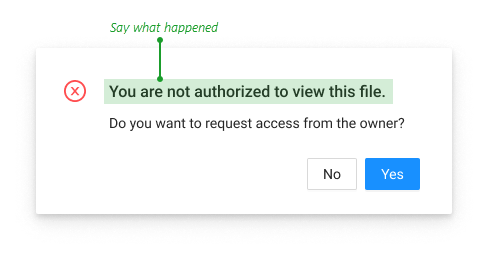 Say what happened
You are not authorized to view this file.
Do you want to request access from the owner?
No
Yes